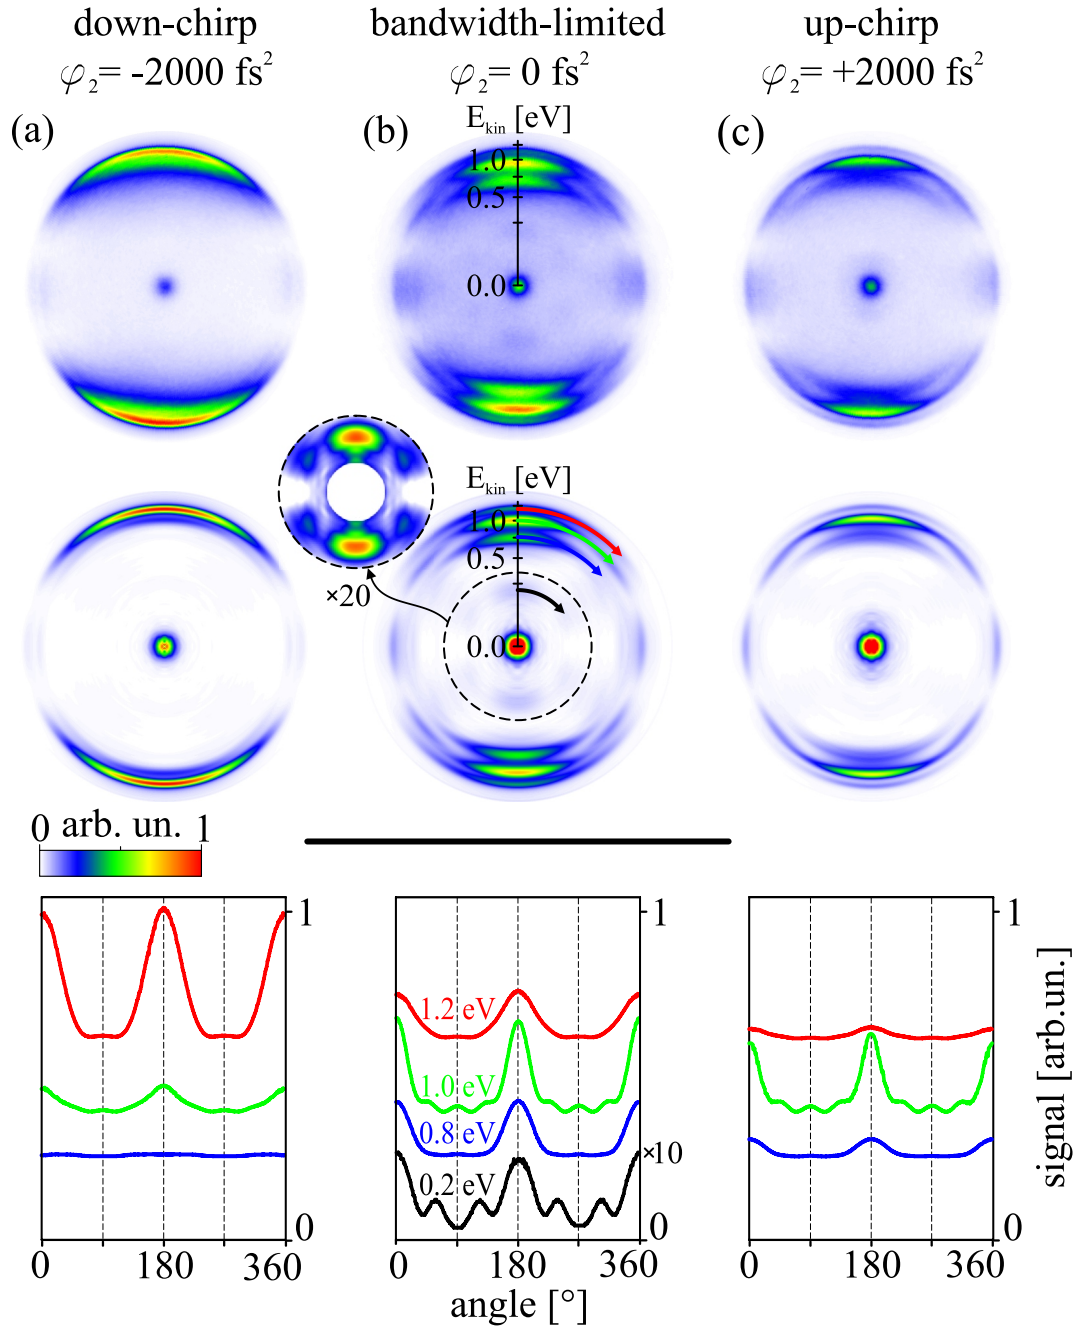 down-chirp
φ₂= -2000 fs²
bandwidth-limited
φ₂= 0 fs²
up-chirp
φ₂= +2000 fs²
(a)
(b)
(c)
E_kin [eV]
1.0
0.5
0.0
E_kin [eV]
1.0
0.5
0.0
×20
0 arb. un. 1
1
0
0 180 360
1.2 eV
1.0 eV
0.8 eV
0.2 eV
×10
1
0
0 180 360
angle [°]
1
0
0 180 360
signal [arb.un.]